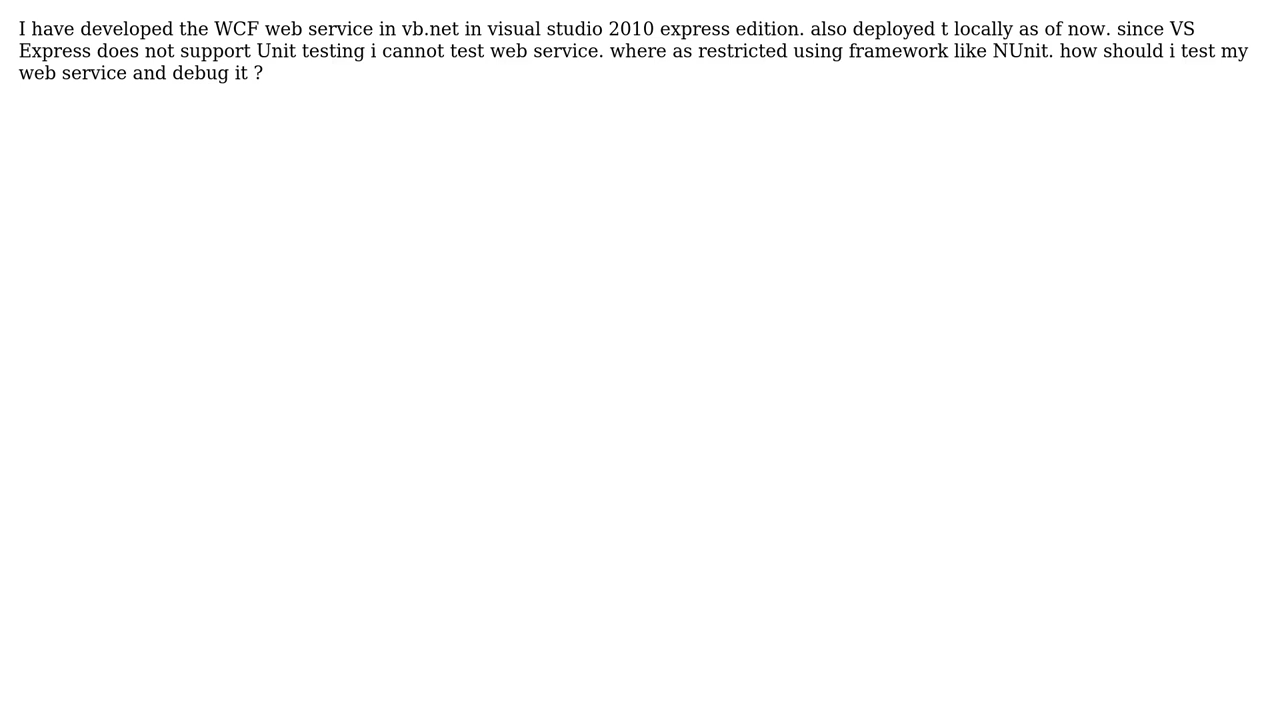 I have developed the WCF web service in vb.net in visual studio 2010 express edition. also deployed t locally as of now. since VS
Express does not support Unit testing i cannot test web service. where as restricted using framework like NUnit. how should i test my
web service and debug it ?